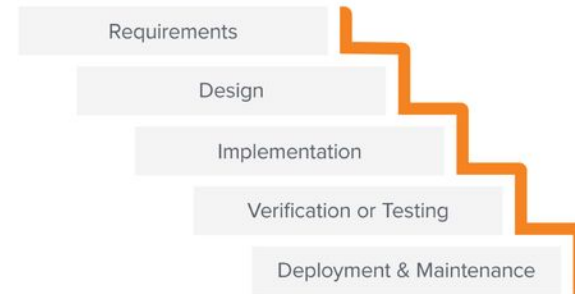 Requirements
Design
Implementation
Verification or Testing
Deployment & Maintenance